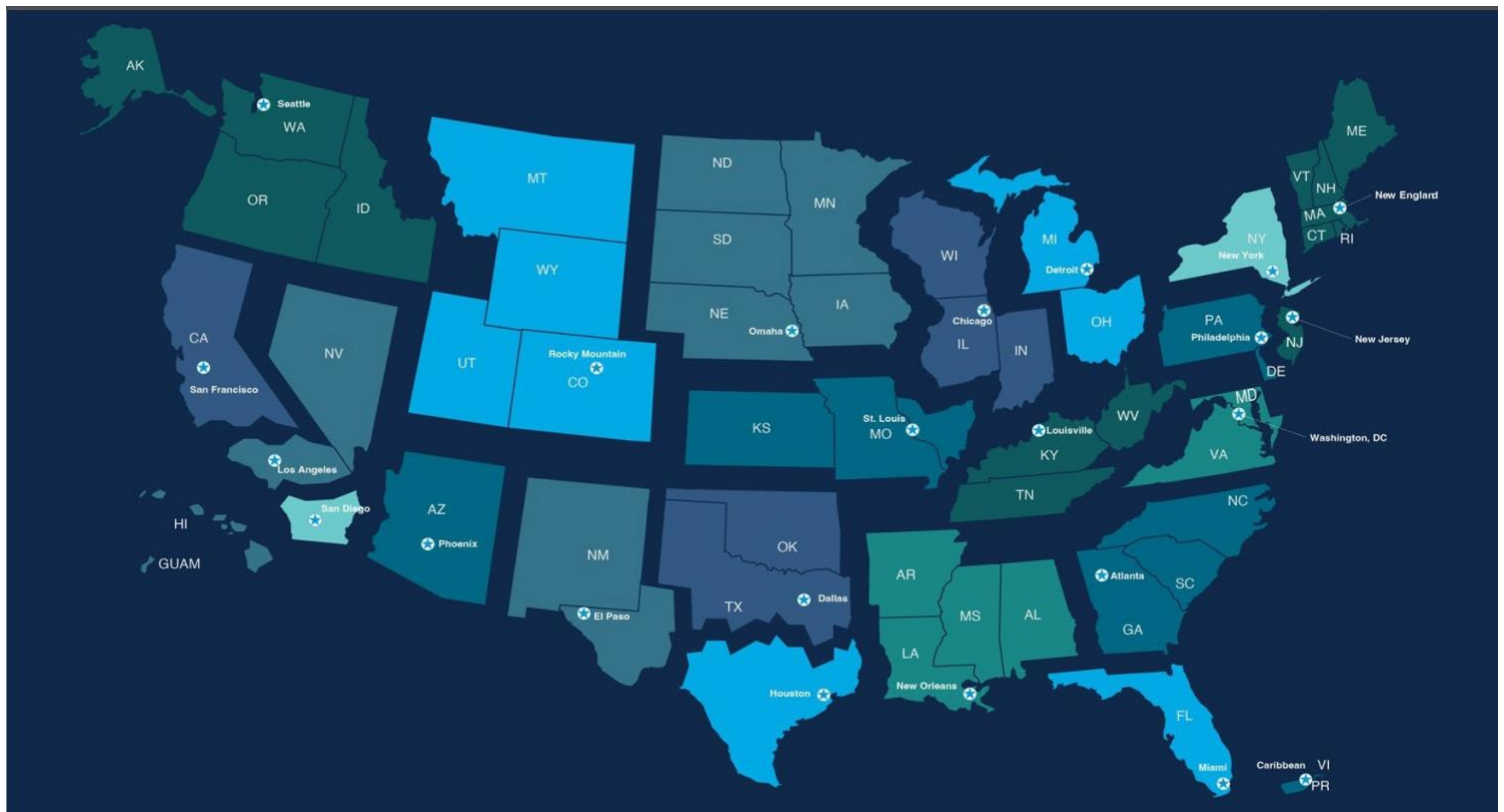 AK
Seattle
WA
OR
ID
MT
WY
UT
Rocky Mountain
CO
CA
San Francisco
NV
Los Angeles
San Diego
HI
GUAM
AZ
Phoenix
NM
El Paso
ND
SD
NE
Omaha
MN
IA
KS
St. Louis
MO
OK
TX
Dallas
Houston
WI
Chicago
IL
IN
MI
Detroit
OH
Louisville
KY
TN
WV
AR
LA
MS
AL
New Orleans
ME
VT
NH
New England
MA
CT
RI
NY
New York
PA
Philadelphia
New Jersey
NJ
DE
MD
Washington, DC
VA
NC
SC
Atlanta
GA
FL
Miami
Caribbean
VI
PR